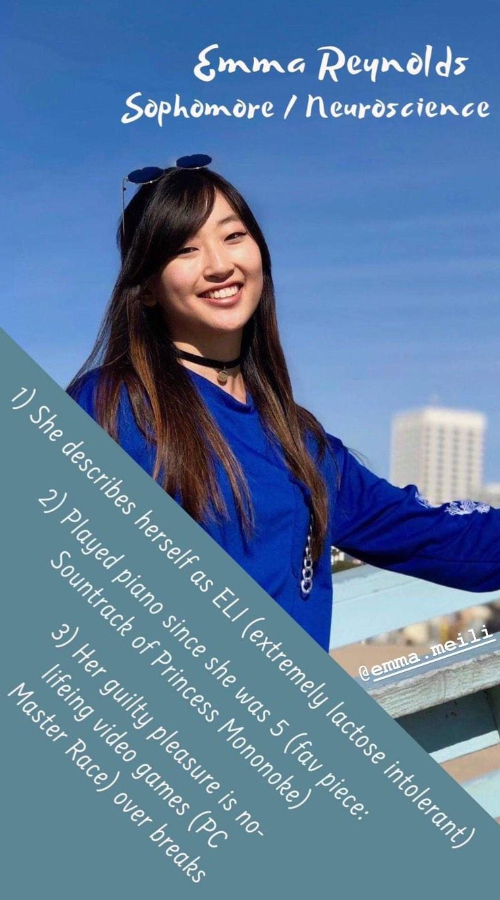 Emma Reynolds
Sophomore / Neuroscience
1) She describes herself as ELI (extremely lactose intolerant)
2) Played piano since she was 5 (fav piece:
Sountrack of Princess Mononoke)
3) Her guilty pleasure is no-
lifeing video games (PC
Master Race) over breaks
@emma.meili